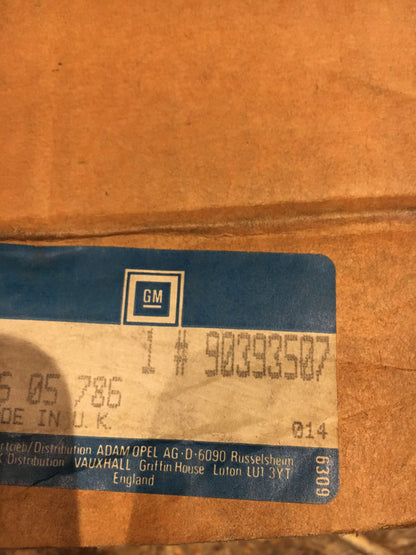 GM
1 # 90393507
6 05 786
DE IN U.K.
014
rtrieb/Distribution ADAM OPEL AG·D-6090 Russelsheim
K Distribution VAUXHALL Griffin House Luton LU1 3YT
England
6309